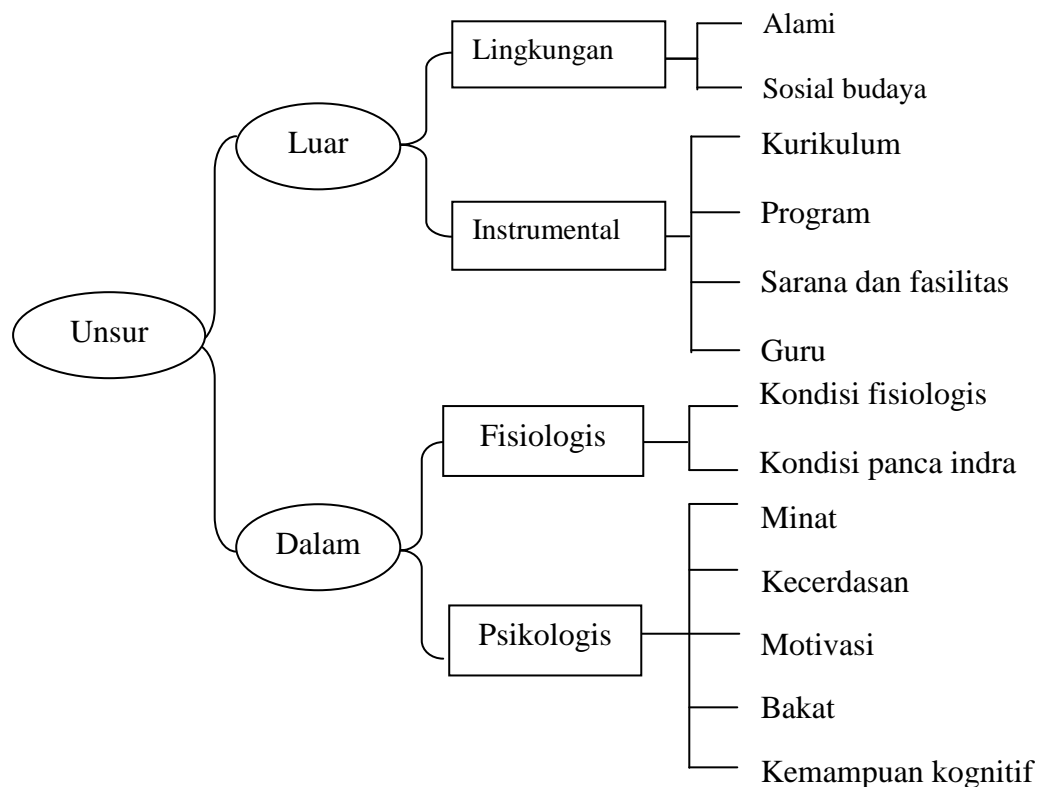 Unsur
Luar
Lingkungan
Alami
Sosial budaya
Instrumental
Kurikulum
Program
Sarana dan fasilitas
Guru
Dalam
Fisiologis
Kondisi fisiologis
Kondisi panca indra
Psikologis
Minat
Kecerdasan
Motivasi
Bakat
Kemampuan kognitif